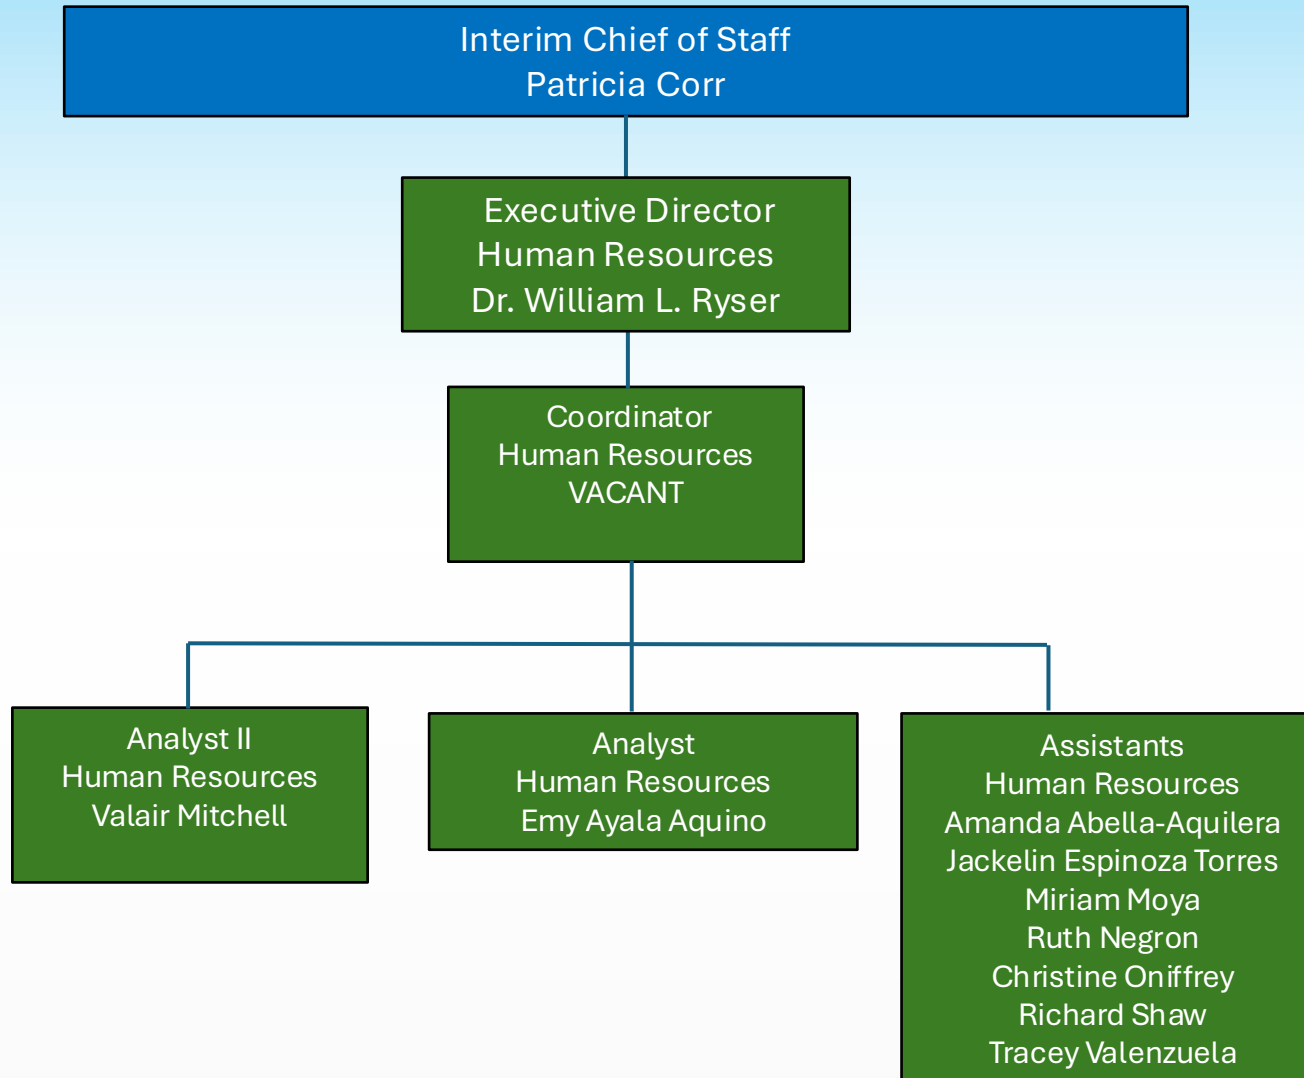 Interim Chief of Staff
Patricia Corr
Executive Director
Human Resources
Dr. William L. Ryser
Coordinator
Human Resources
VACANT
Analyst II
Human Resources
Valair Mitchell
Analyst
Human Resources
Emy Ayala Aquino
Assistants
Human Resources
Amanda Abella-Aquilera
Jackelin Espinoza Torres
Miriam Moya
Ruth Negron
Christine Oniffrey
Richard Shaw
Tracey Valenzuela